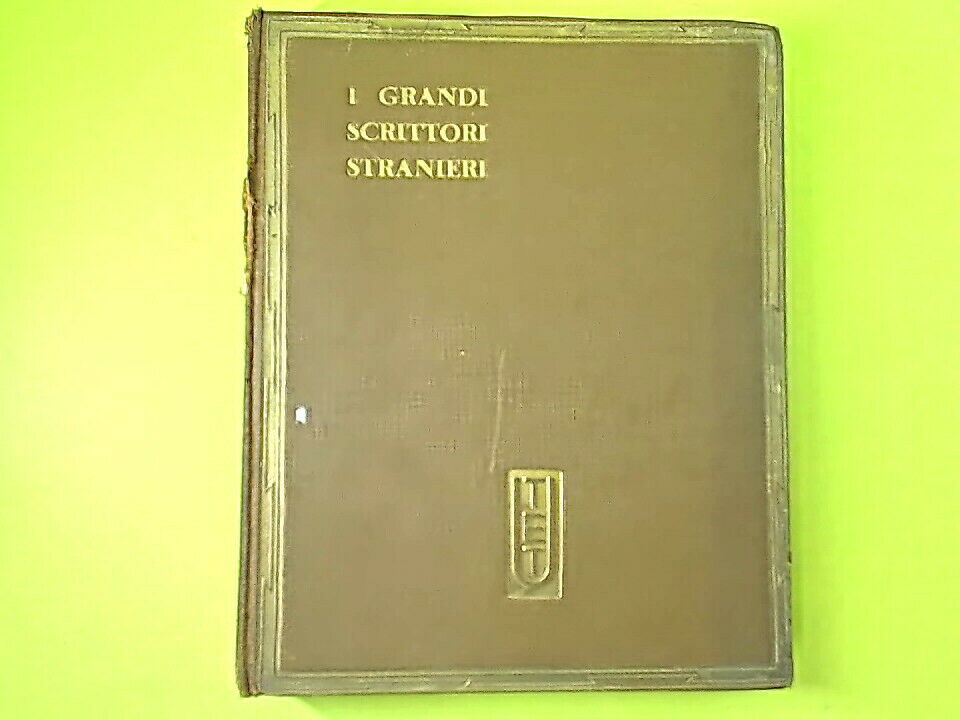 I GRANDI
SCRITTORI
STRANIERI
UTET